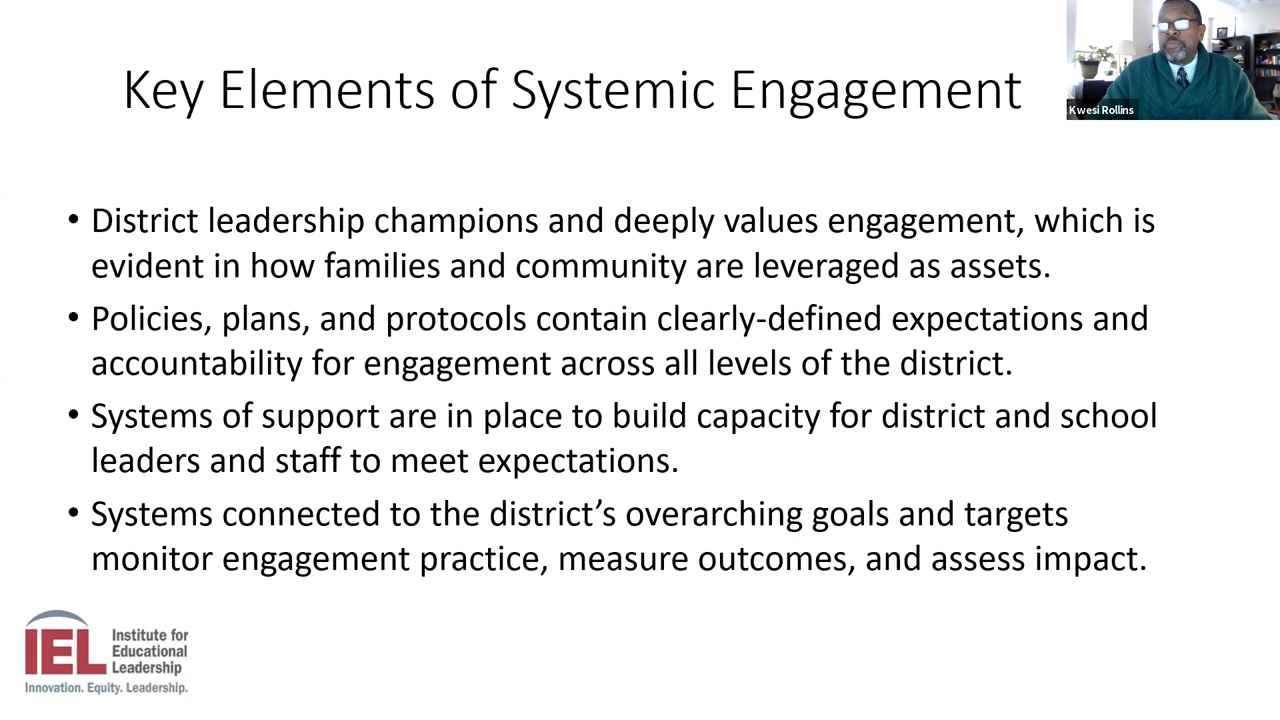 Key Elements of Systemic Engagement
Kwesi Rollins
• District leadership champions and deeply values engagement, which is
evident in how families and community are leveraged as assets.
• Policies, plans, and protocols contain clearly-defined expectations and
accountability for engagement across all levels of the district.
• Systems of support are in place to build capacity for district and school
leaders and staff to meet expectations.
• Systems connected to the district’s overarching goals and targets
monitor engagement practice, measure outcomes, and assess impact.
IEL
Institute for
Educational
Leadership
Innovation. Equity. Leadership.